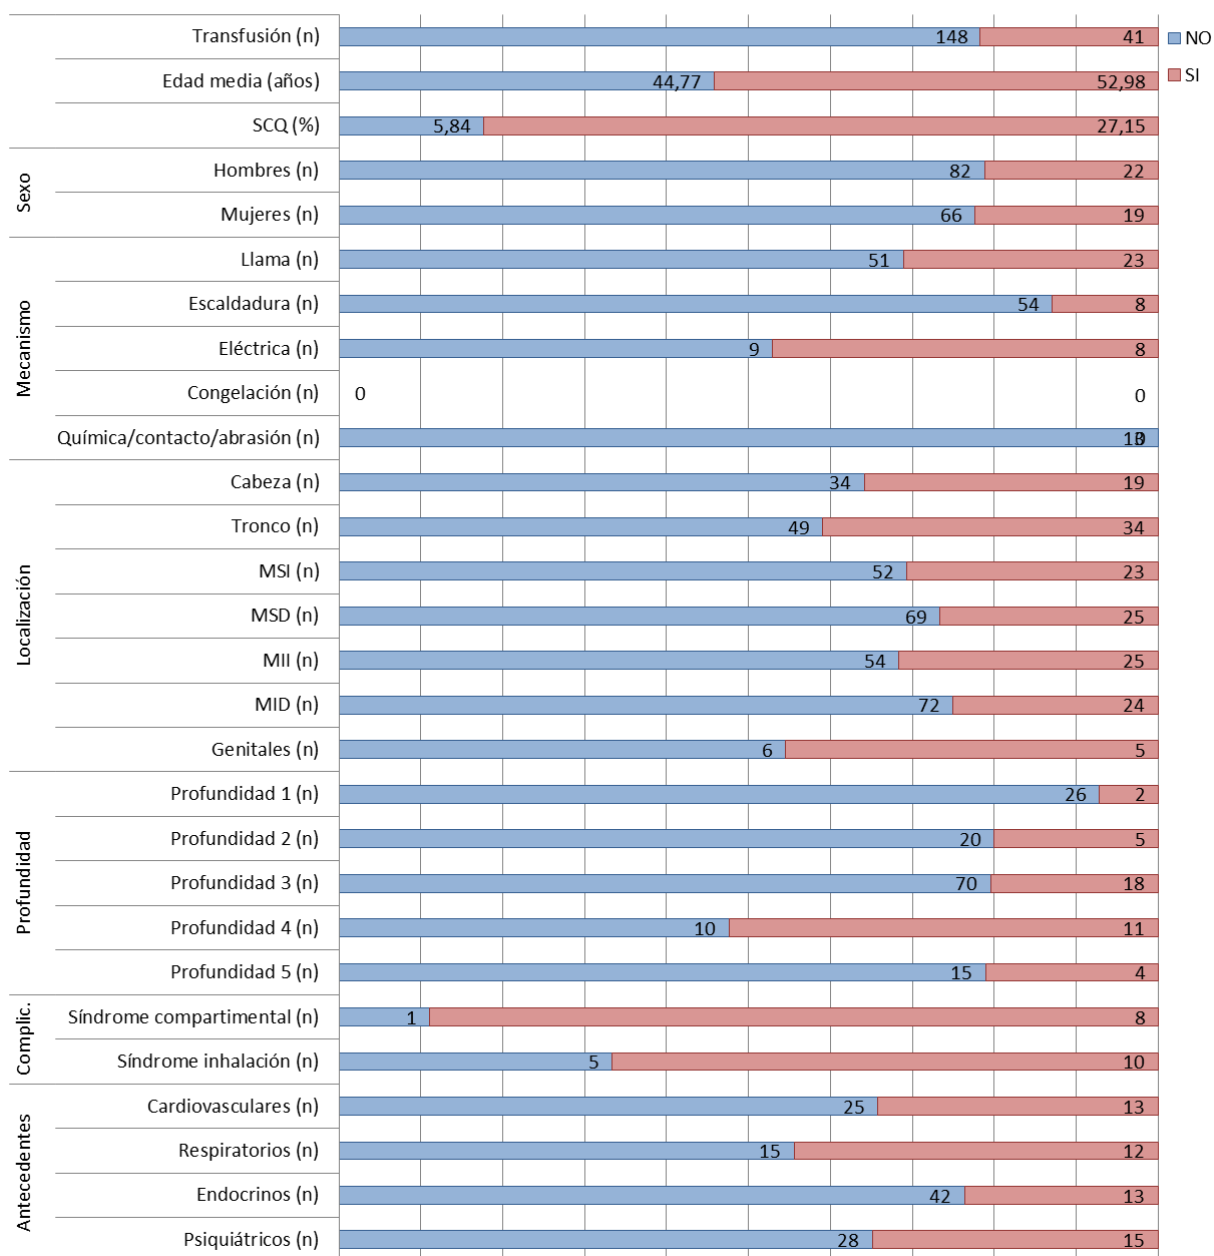 Transfusión (n) 148 41
NO
Edad media (años) 44,77 52,98
SI
SCQ (%) 5,84 27,15
Sexo
Hombres (n) 82 22
Mujeres (n) 66 19
Mecanismo
Llama (n) 51 23
Escaldadura (n) 54 8
Eléctrica (n) 9 8
Congelación (n) 0 0
Química/contacto/abrasión (n)
Localización
Cabeza (n) 34 19
Tronco (n) 49 34
MSI (n) 52 23
MSD (n) 69 25
MII (n) 54 25
MID (n) 72 24
Genitales (n) 6 5
Profundidad
Profundidad 1 (n) 26 2
Profundidad 2 (n) 20 5
Profundidad 3 (n) 70 18
Profundidad 4 (n) 10 11
Profundidad 5 (n) 15 4
Complic.
Síndrome compartimental (n) 1 8
Síndrome inhalación (n) 5 10
Antecedentes
Cardiovasculares (n) 25 13
Respiratorios (n) 15 12
Endocrinos (n) 42 13
Psiquiátricos (n) 28 15